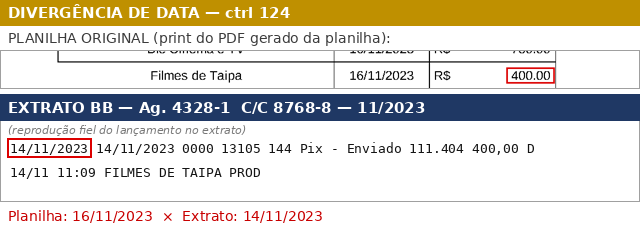 DIVERGÊNCIA DE DATA — ctrl 124
PLANILHA ORIGINAL (print do PDF gerado da planilha):
Filmes de Taipa 16/11/2023 R$ 400.00
EXTRATO BB — Ag. 4328-1 C/C 8768-8 — 11/2023
(reprodução fiel do lançamento no extrato)
14/11/2023 14/11/2023 0000 13105 144 Pix - Enviado 111.404 400,00 D
14/11 11:09 FILMES DE TAIPA PROD
Planilha: 16/11/2023 × Extrato: 14/11/2023